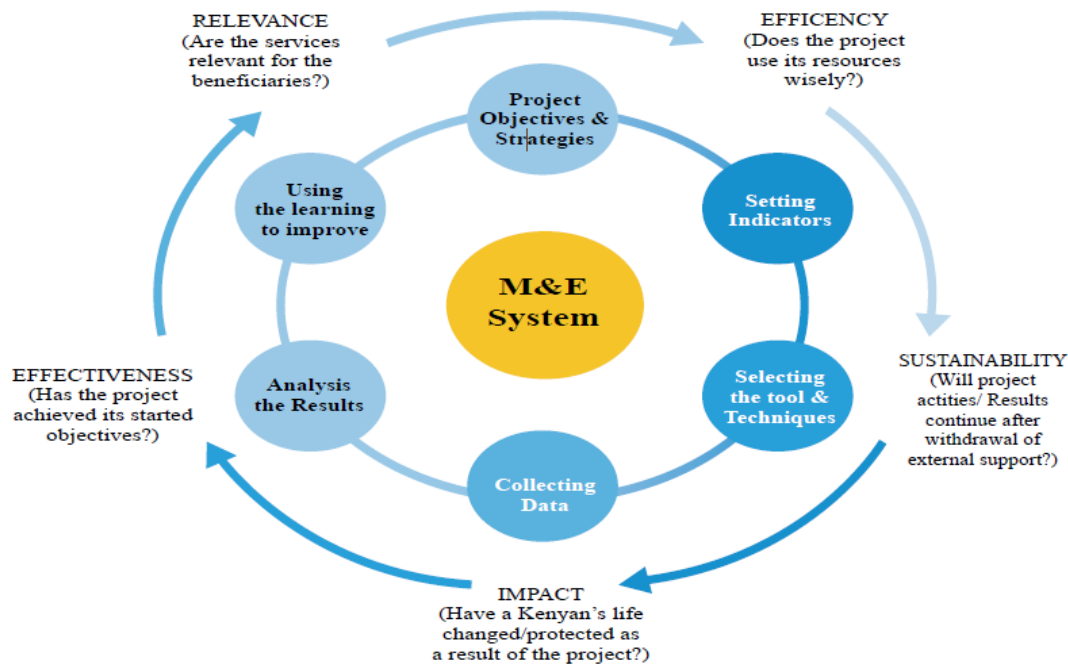 RELEVANCE
(Are the services
relevant for the
beneficiaries?)
EFFICENCY
(Does the project
use its resources
wisely?)
Project
Objectives &
Strategies
Using
the learning
to improve
Setting
Indicators
M&E
System
EFFECTIVENESS
(Has the project
achieved its started
objectives?)
Analysis
the Results
Selecting
the tool &
Techniques
SUSTAINABILITY
(Will project
actities/ Results
continue after
withdrawal of
external support?)
Collecting
Data
IMPACT
(Have a Kenyan’s life
changed/protected as
a result of the project?)